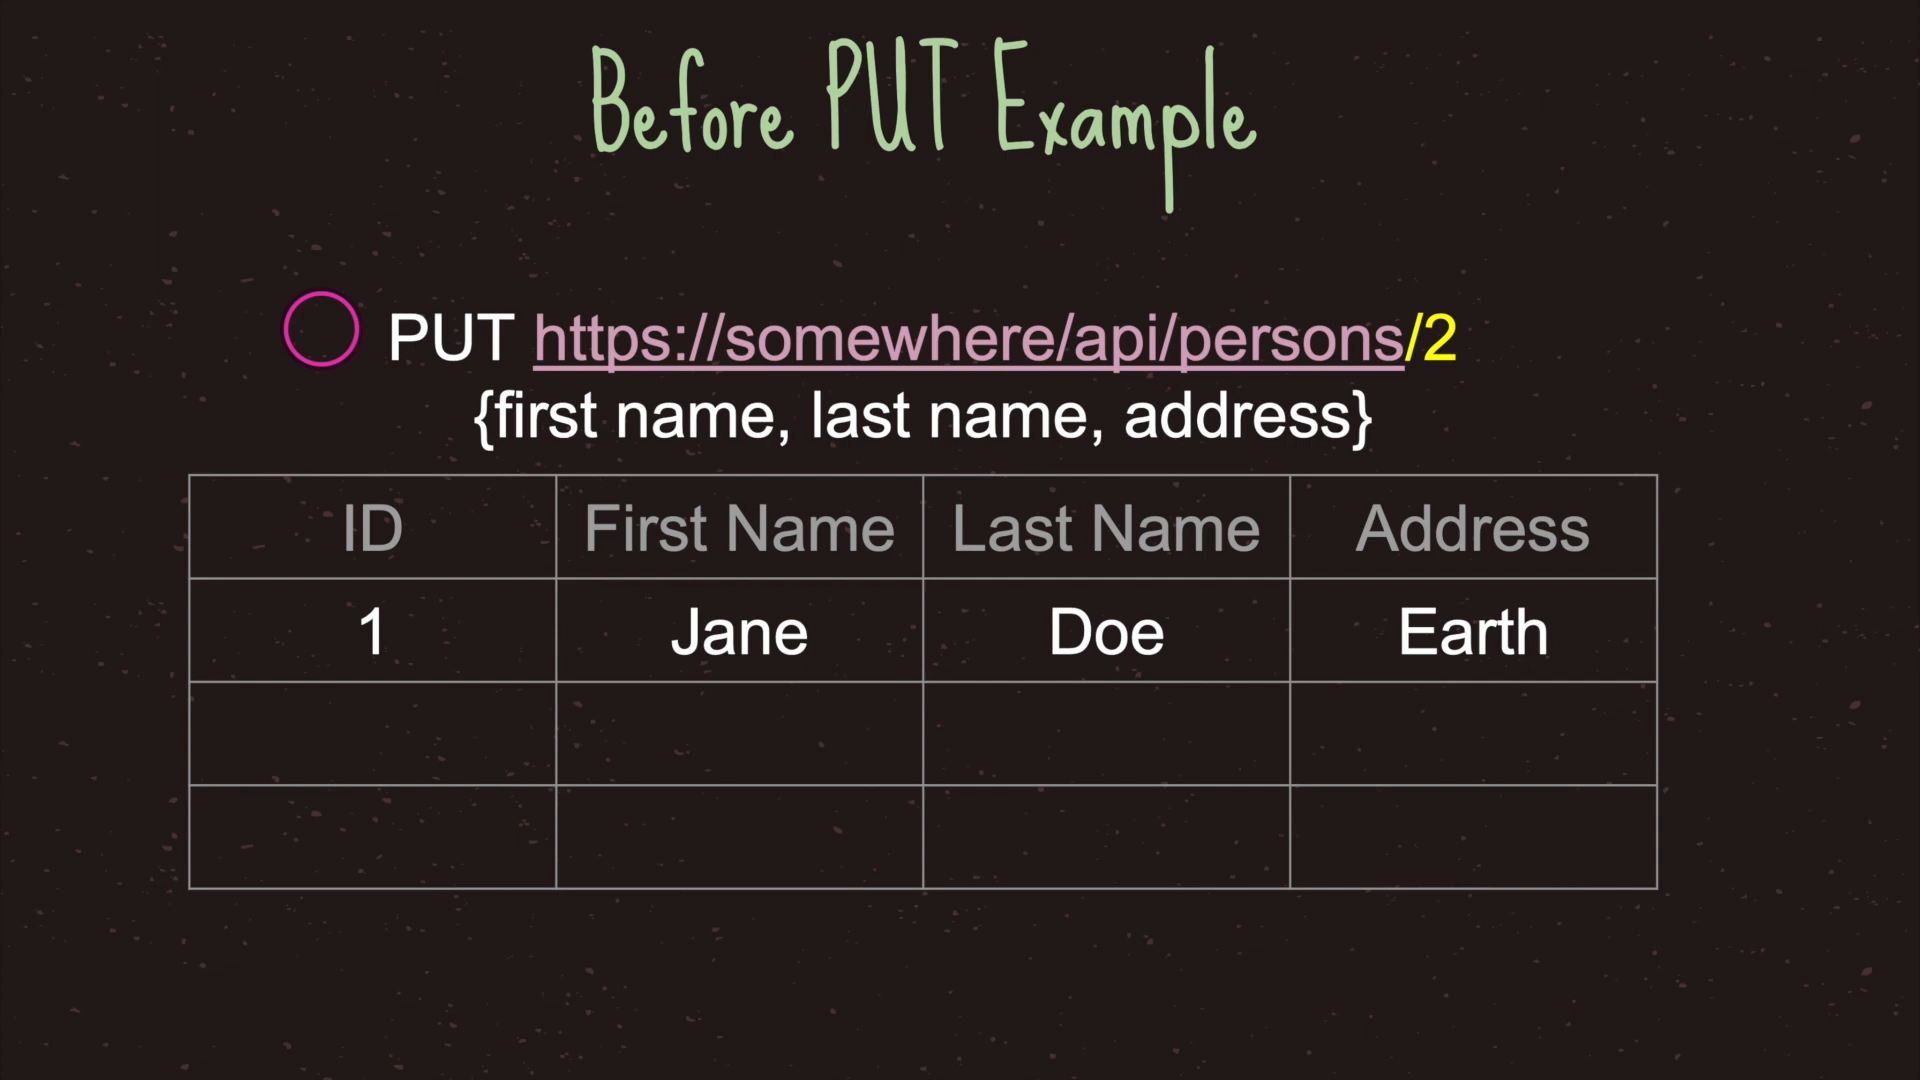 Before PUT Example
PUT https://somewhere/api/persons/2
{first name, last name, address}
ID First Name Last Name Address
1 Jane Doe Earth